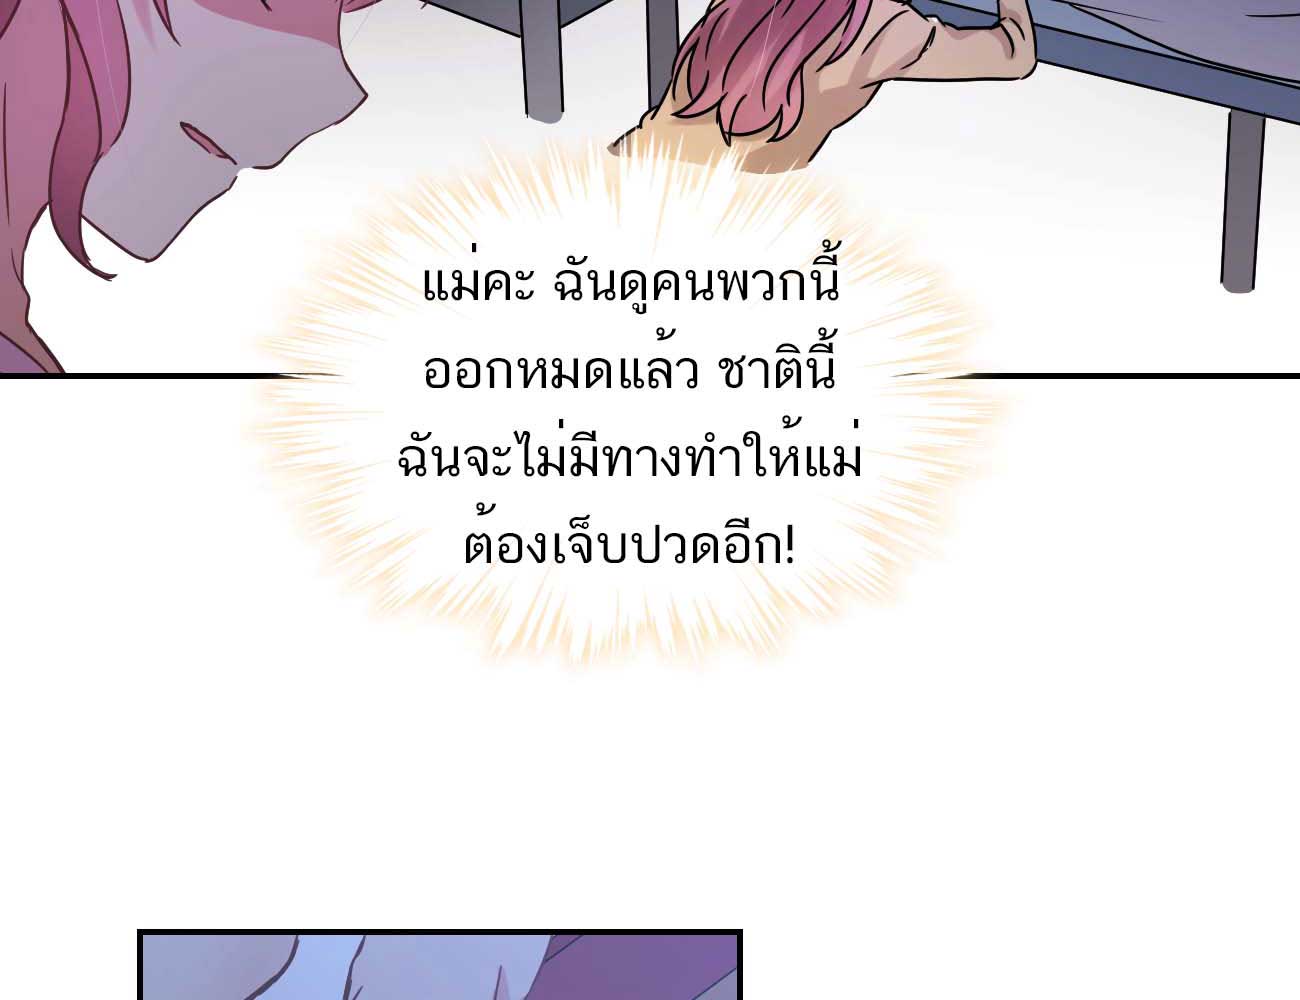 แม่คะ ฉันดูคนพวกนี้
ออกหมดแล้ว ชาตินี้
ฉันจะไม่มีทางทำให้แม่
ต้องเจ็บปวดอีก!